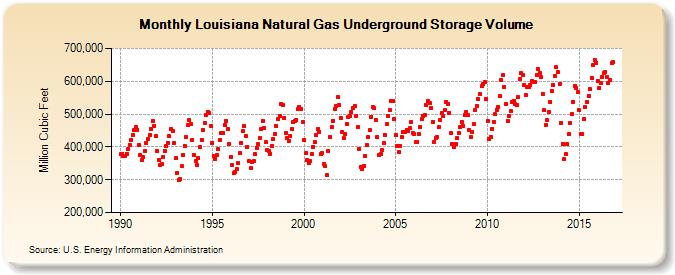 Monthly Louisiana Natural Gas Underground Storage Volume
Million Cubic Feet
700,000
600,000
500,000
400,000
300,000
200,000
1990 1995 2000 2005 2010 2015
Source: U.S. Energy Information Administration